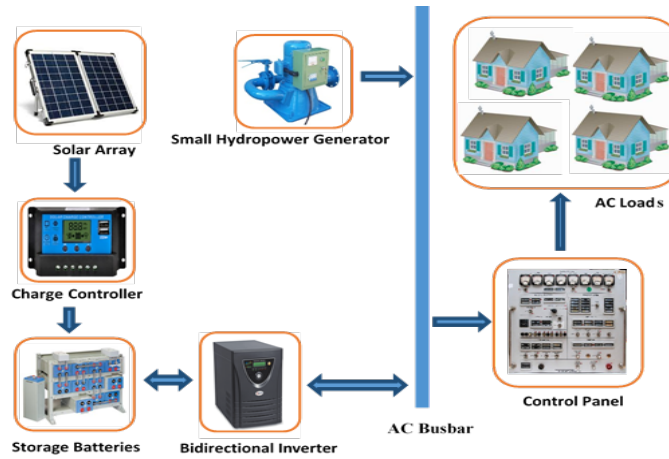 Solar Array
Small Hydropower Generator
AC Loads
Charge Controller
Control Panel
Storage Batteries
Bidirectional Inverter
AC Busbar